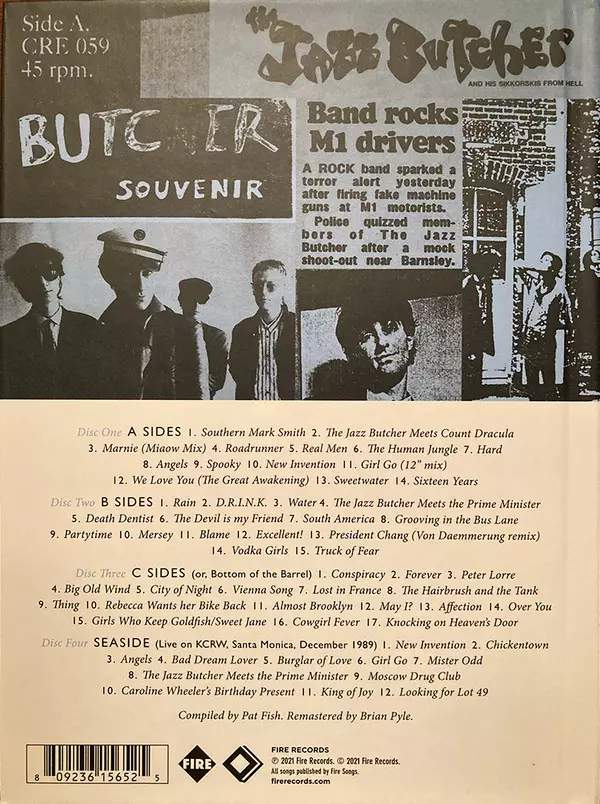 Side A.
CRE 059
45 rpm.
the JAZZ BUTCHER
AND HIS SIKKORSKIS FROM HELL
BUTCHER
SOUVENIR
Band rocks
M1 drivers
A ROCK band sparked a
terror alert yesterday
after firing fake machine
guns at M1 motorists.
Police quizzed mem-
bers of The Jazz
Butcher after a mock
shoot-out near Barnsley.
Disc One A SIDES 1. Southern Mark Smith 2. The Jazz Butcher Meets Count Dracula
3. Marnie (Miaow Mix) 4. Roadrunner 5. Real Men 6. The Human Jungle 7. Hard
8. Angels 9. Spooky 10. New Invention 11. Girl Go (12" mix)
12. We Love You (The Great Awakening) 13. Sweetwater 14. Sixteen Years
Disc Two B SIDES 1. Rain 2. D.R.I.N.K. 3. Water 4. The Jazz Butcher Meets the Prime Minister
5. Death Dentist 6. The Devil is my Friend 7. South America 8. Grooving in the Bus Lane
9. Partytime 10. Mersey 11. Blame 12. Excellent! 13. President Chang (Von Daemmerung remix)
14. Vodka Girls 15. Truck of Fear
Disc Three C SIDES (or, Bottom of the Barrel) 1. Conspiracy 2. Forever 3. Peter Lorre
4. Big Old Wind 5. City of Night 6. Vienna Song 7. Lost in France 8. The Hairbrush and the Tank
9. Thing 10. Rebecca Wants her Bike Back 11. Almost Brooklyn 12. May I? 13. Affection 14. Over You
15. Girls Who Keep Goldfish/Sweet Jane 16. Cowgirl Fever 17. Knocking on Heaven's Door
Disc Four SEASIDE (Live on KCRW, Santa Monica, December 1989) 1. New Invention 2. Chickentown
3. Angels 4. Bad Dream Lover 5. Burglar of Love 6. Girl Go 7. Mister Odd
8. The Jazz Butcher Meets the Prime Minister 9. Moscow Drug Club
10. Caroline Wheeler's Birthday Present 11. King of Joy 12. Looking for Lot 49
Compiled by Pat Fish. Remastered by Brian Pyle.
8 09236 15652 5
FIRE
FIRE RECORDS
℗ 2021 Fire Records. © 2021 Fire Records.
All songs published by Fire Songs.
firerecords.com